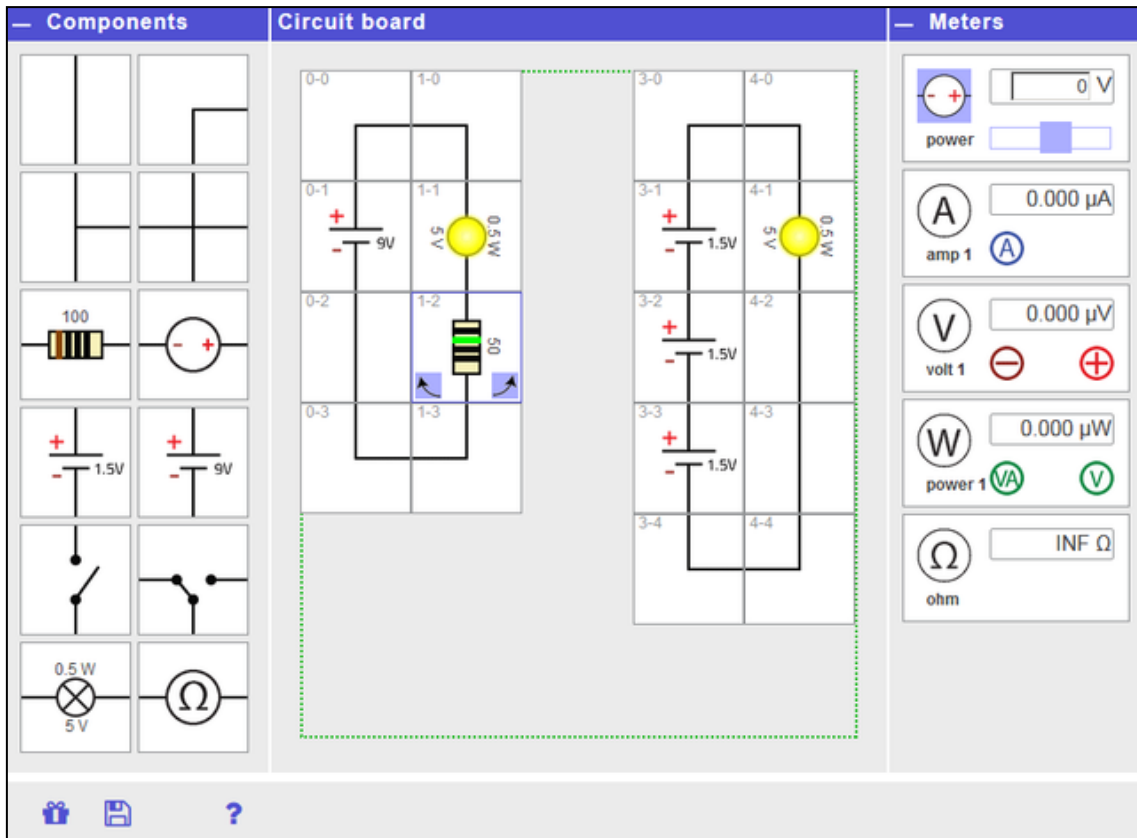 — Components
Circuit board
— Meters
100
1.5V
9V
0.5 W
5 V
Ω
0-0
1-0
0-1
1-1
9V
0.5 W
5 V
0-2
1-2
50
0-3
1-3
3-0
4-0
3-1
4-1
1.5V
0.5 W
5 V
3-2
4-2
1.5V
3-3
4-3
1.5V
3-4
4-4
0 V
power
A
0.000 µA
amp 1
A
V
0.000 µV
volt 1
W
0.000 µW
power 1
VA
V
Ω
INF Ω
ohm
?